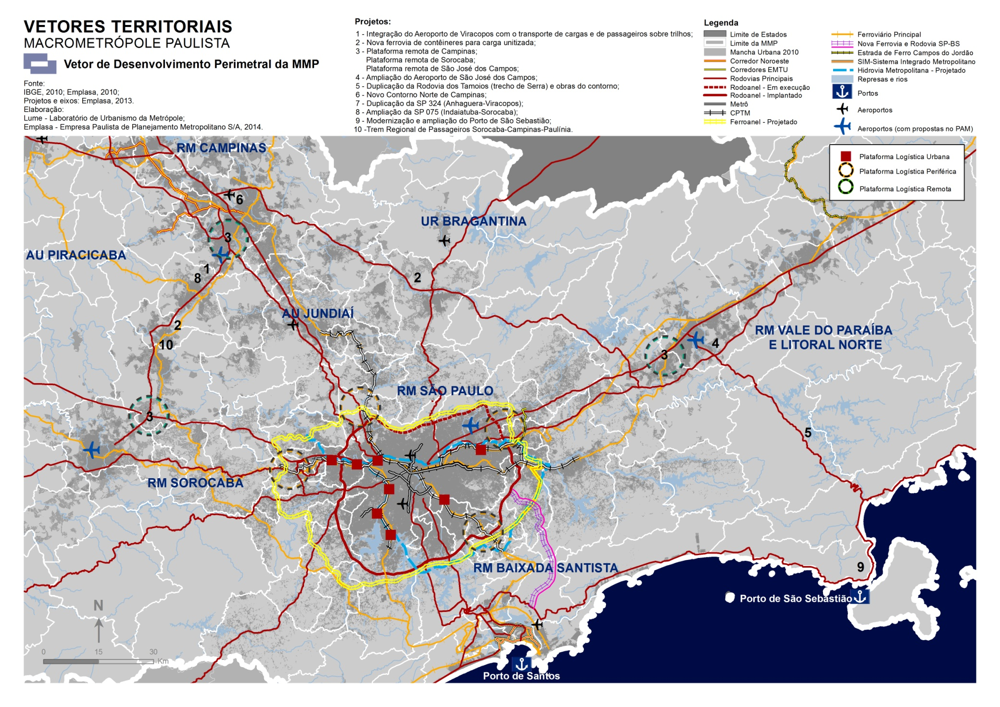 VETORES TERRITORIAIS
MACROMETRÓPOLE PAULISTA
Vetor de Desenvolvimento Perimetral da MMP
Fonte:
IBGE, 2010; Emplasa, 2010;
Projetos e eixos: Emplasa, 2013.
Elaboração:
Lume - Laboratório de Urbanismo da Metrópole;
Emplasa - Empresa Paulista de Planejamento Metropolitano S/A, 2014.
Projetos:
1 - Integração do Aeroporto de Viracopos com o transporte de cargas e de passageiros sobre trilhos;
2 - Nova ferrovia de contêineres para carga unitizada;
3 - Plataforma remota de Campinas;
Plataforma remota de Sorocaba;
Plataforma remota de São José dos Campos;
4 - Ampliação do Aeroporto de São José dos Campos;
5 - Duplicação da Rodovia dos Tamoios (trecho de Serra) e obras do contorno;
6 - Novo Contorno Norte de Campinas;
7 - Duplicação da SP 324 (Anhaguera-Viracopos);
8 - Ampliação da SP 075 (Indaiatuba-Sorocaba);
9 - Modernização e ampliação do Porto de São Sebastião;
10 -Trem Regional de Passageiros Sorocaba-Campinas-Paulínia.
Legenda
Limite de Estados
Limite da MMP
Mancha Urbana 2010
Corredor Noroeste
Corredores EMTU
Rodovias Principais
Rodoanel - Em execução
Rodoanel - Implantado
Metrô
CPTM
Ferroanel - Projetado
Ferroviário Principal
Nova Ferrovia e Rodovia SP-BS
Estrada de Ferro Campos do Jordão
SIM-Sistema Integrado Metropolitano
Hidrovia Metropolitana - Projetado
Represas e rios
Portos
Aeroportos
Aeroportos (com propostas no PAM)
Plataforma Logística Urbana
Plataforma Logística Periférica
Plataforma Logística Remota
RM CAMPINAS
6
UR BRAGANTINA
3
AU PIRACICABA
1
8
2
AU JUNDIAÍ
2
10
RM VALE DO PARAÍBA
E LITORAL NORTE
4
3
RM SÃO PAULO
3
5
RM SOROCABA
RM BAIXADA SANTISTA
9
Porto de São Sebastião
N
0 15 30
Km
Porto de Santos